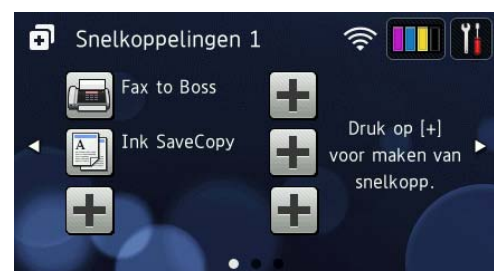 Snelkoppelingen 1
Fax to Boss
Ink SaveCopy
Druk op [+]
voor maken van
snelkopp.